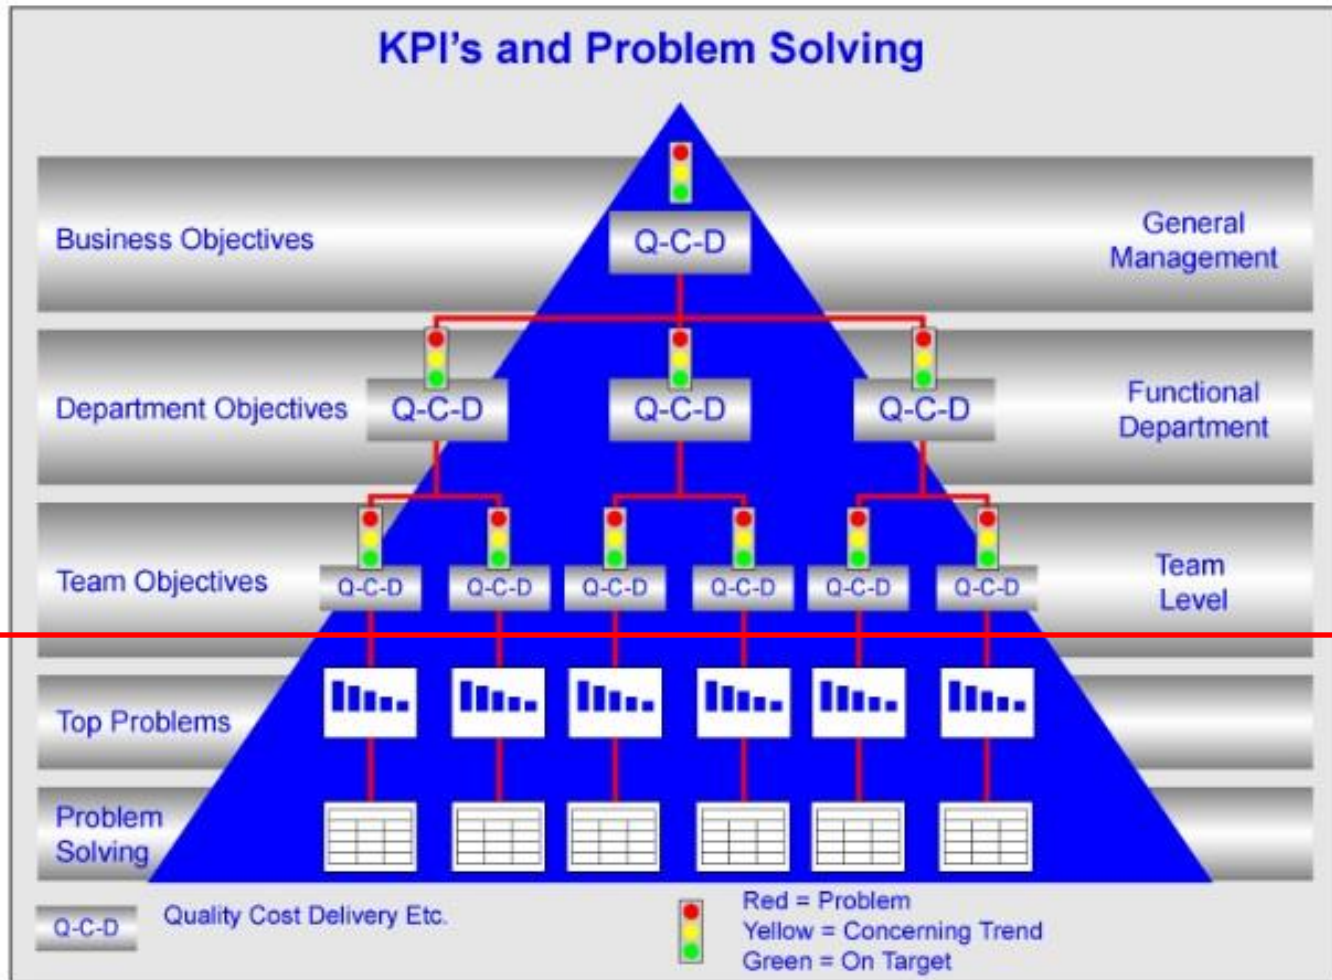 KPI's and Problem Solving
Business Objectives
Q-C-D
General
Management
Department Objectives
Q-C-D
Q-C-D
Q-C-D
Functional
Department
Team Objectives
Q-C-D
Q-C-D
Q-C-D
Q-C-D
Q-C-D
Q-C-D
Team
Level
Top Problems
Problem
Solving
Q-C-D
Quality Cost Delivery Etc.
Red = Problem
Yellow = Concerning Trend
Green = On Target